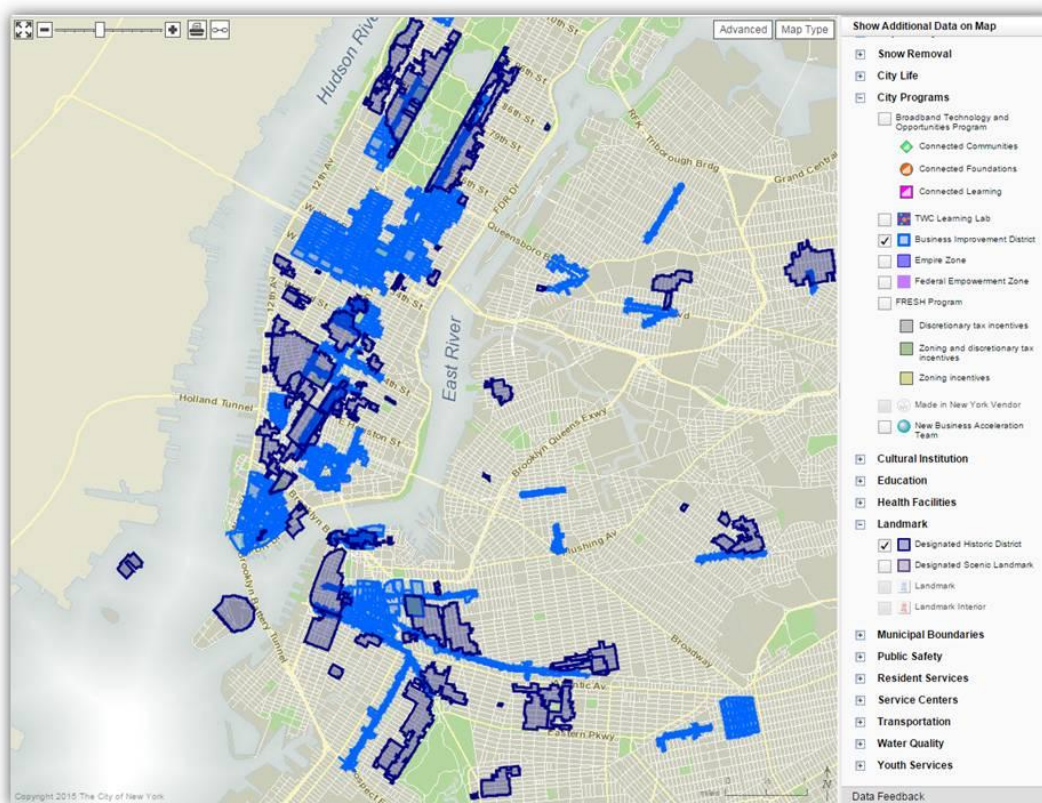 Advanced
Map Type
Hudson River
96th St
86th St
79th St
12th Av
FDR Dr
RFK - Triborough Brdg
Grand Central
Queensboro
12th Av
East River
Holland Tunnel
E Houston St
Brooklyn Queens Expy
Flushing Av
Brooklyn Battery Tunnel
Broadway
Eastern Pkwy
miles
N
Copyright 2015 The City of New York
Show Additional Data on Map
Snow Removal
City Life
City Programs
Broadband Technology and
Opportunities Program
Connected Communities
Connected Foundations
Connected Learning
TWC Learning Lab
Business Improvement District
Empire Zone
Federal Empowerment Zone
FRESH Program
Discretionary tax incentives
Zoning and discretionary tax
incentives
Zoning incentives
Made in New York Vendor
New Business Acceleration
Team
Cultural Institution
Education
Health Facilities
Landmark
Designated Historic District
Designated Scenic Landmark
Landmark
Landmark Interior
Municipal Boundaries
Public Safety
Resident Services
Service Centers
Transportation
Water Quality
Youth Services
Data Feedback